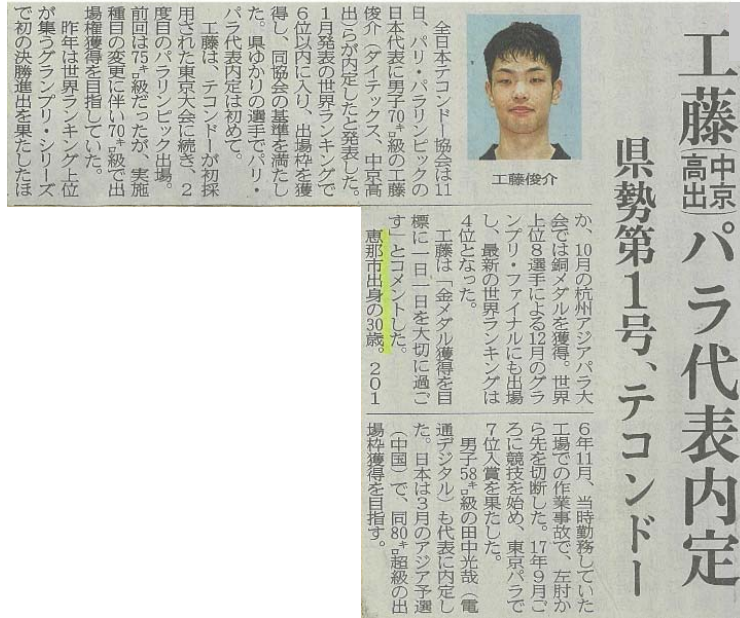 工藤(中京高出)パラ代表内定
県勢第1号、テコンドー
工藤俊介
全日本テコンドー協会は11
日、パリ・パラリンピックの
日本代表に男子70㌔級の工藤
俊介(ダイテックス、中京高
出)らが内定したと発表した。
1月発表の世界ランキングで
6位以内に入り、出場枠を獲
得し、同協会の基準を満たし
た。県ゆかりの選手でパリ・
パラ代表内定は初めて。
工藤は、テコンドーが初採
用された東京大会に続き、2
度目のパラリンピック出場。
前回は75㌔級だったが、実施
種目の変更に伴い70㌔級で出
場権獲得を目指していた。
昨年は世界ランキング上位
が集うグランプリ・シリーズ
で初の決勝進出を果たしたほ
か、10月の杭州アジアパラ大
会では銅メダルを獲得。世界
上位8選手による12月のグラ
ンプリ・ファイナルにも出場
し、最新の世界ランキングは
4位となった。
工藤は「金メダル獲得を目
標に一日一日を大切に過ご
す」とコメントした。
恵那市出身の30歳。201
6年11月、当時勤務していた
工場での作業事故で、左肘か
ら先を切断した。17年9月ご
ろに競技を始め、東京パラで
7位入賞を果たした。
男子58㌔級の田中光哉(電
通デジタル)も代表に内定し
た。日本は3月のアジア予選
(中国)で、同80㌔超級の出
場枠獲得を目指す。